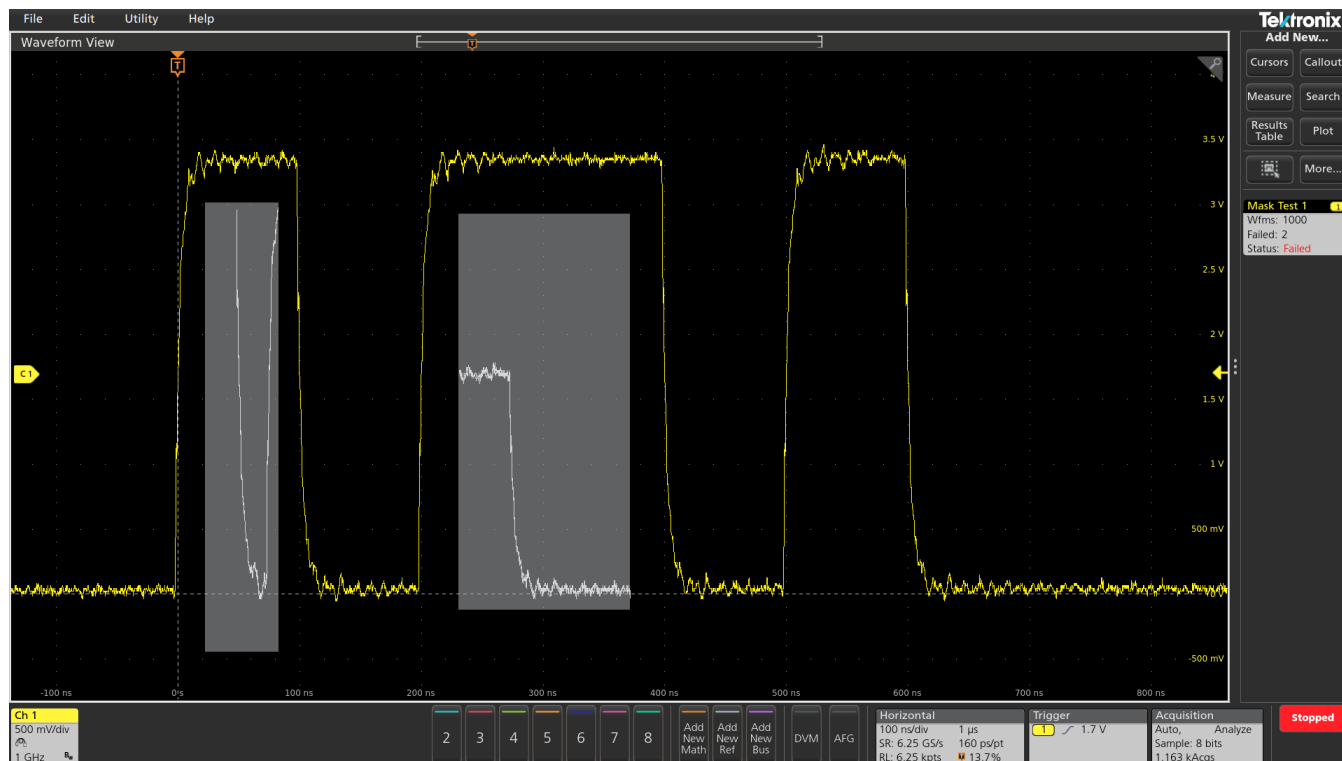 File Edit Utility Help
Tektronix
Waveform View
Add New...
T
T
Cursors Callout
Measure Search
Results Table Plot
More...
3.5 V
3 V
2.5 V
2 V
C 1
1.5 V
1 V
500 mV
0 V
-500 mV
-100 ns 0 s 100 ns 200 ns 300 ns 400 ns 500 ns 600 ns 700 ns 800 ns
Mask Test 1 1
Wfms: 1000
Failed: 2
Status: Failed
Ch 1
500 mV/div
1 GHz
2 3 4 5 6 7 8
Add New Math
Add New Ref
Add New Bus
DVM AFG
Horizontal
100 ns/div 1 µs
SR: 6.25 GS/s 160 ps/pt
RL: 6.25 kpts 13.7%
Trigger
1 1.7 V
Acquisition
Auto, Analyze
Sample: 8 bits
1.163 kAcqs
Stopped